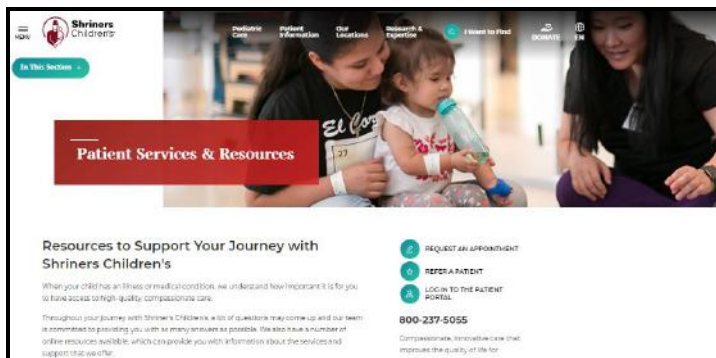 MENU
Shriners
Children's
Pediatric
Care
Patient
Information
Our
Locations
Research &
Expertise
I Want to Find
DONATE
EN
In This Section +
El Cor
27
Patient Services & Resources
Resources to Support Your Journey with
Shriners Children's
When your child has an illness or medical condition, we understand how important it is for you
to have access to high-quality, compassionate care.
Throughout your journey with Shriners Children's, a lot of questions may come up and our team
is committed to providing you with as many answers as possible. We also have a number of
online resources available, which can provide you with information about the services and
support that we offer.
REQUEST AN APPOINTMENT
REFER A PATIENT
LOG IN TO THE PATIENT
PORTAL
800-237-5055
Compassionate, innovative care that
improves the quality of life for